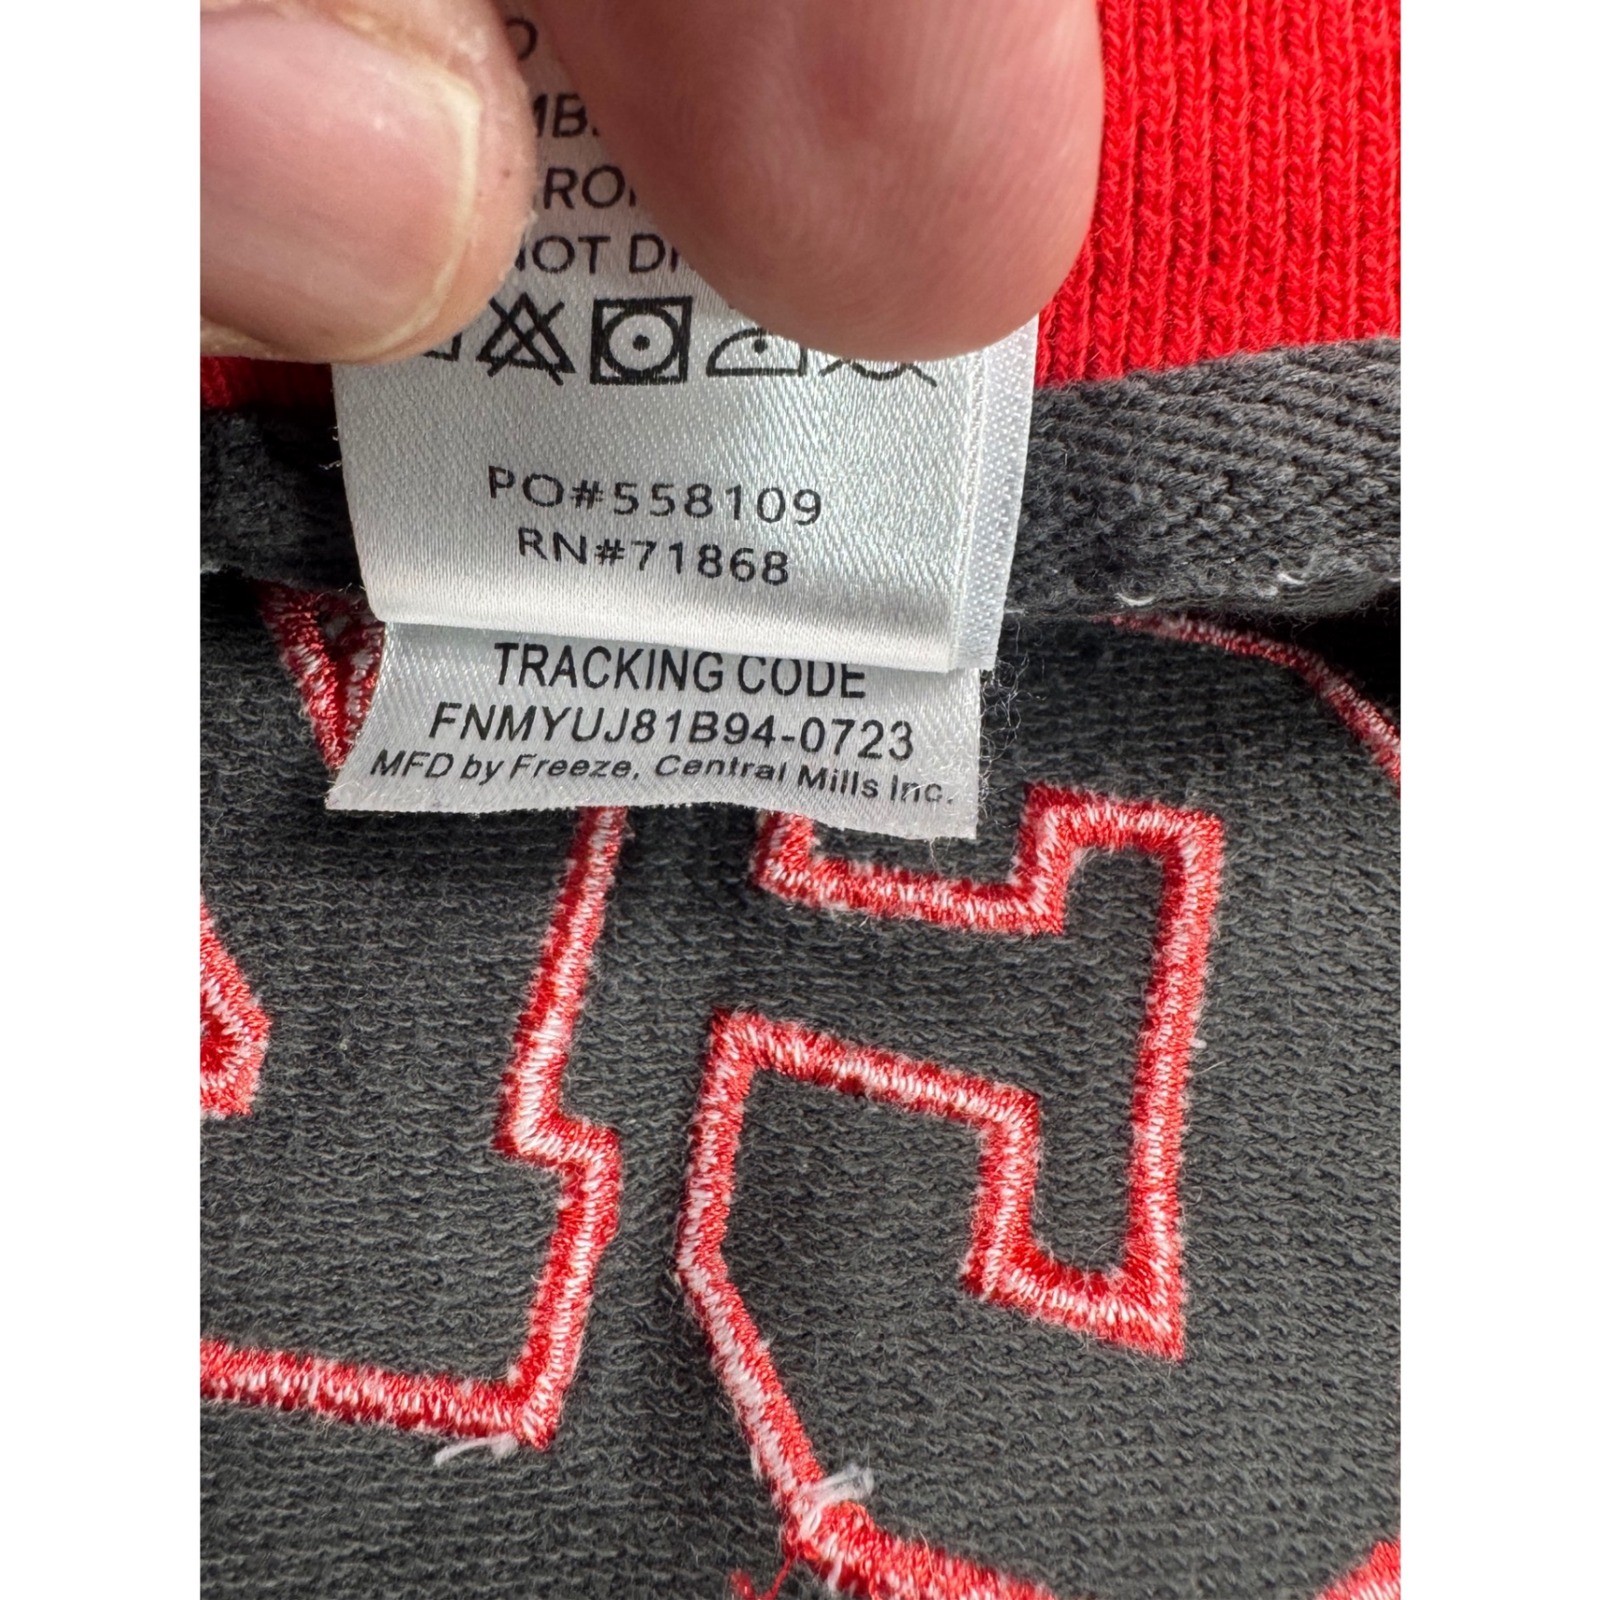 PO#558109
RN#71868
TRACKING CODE
FNMYUJ81B94-0723
MFD by Freeze, Central Mills Inc.